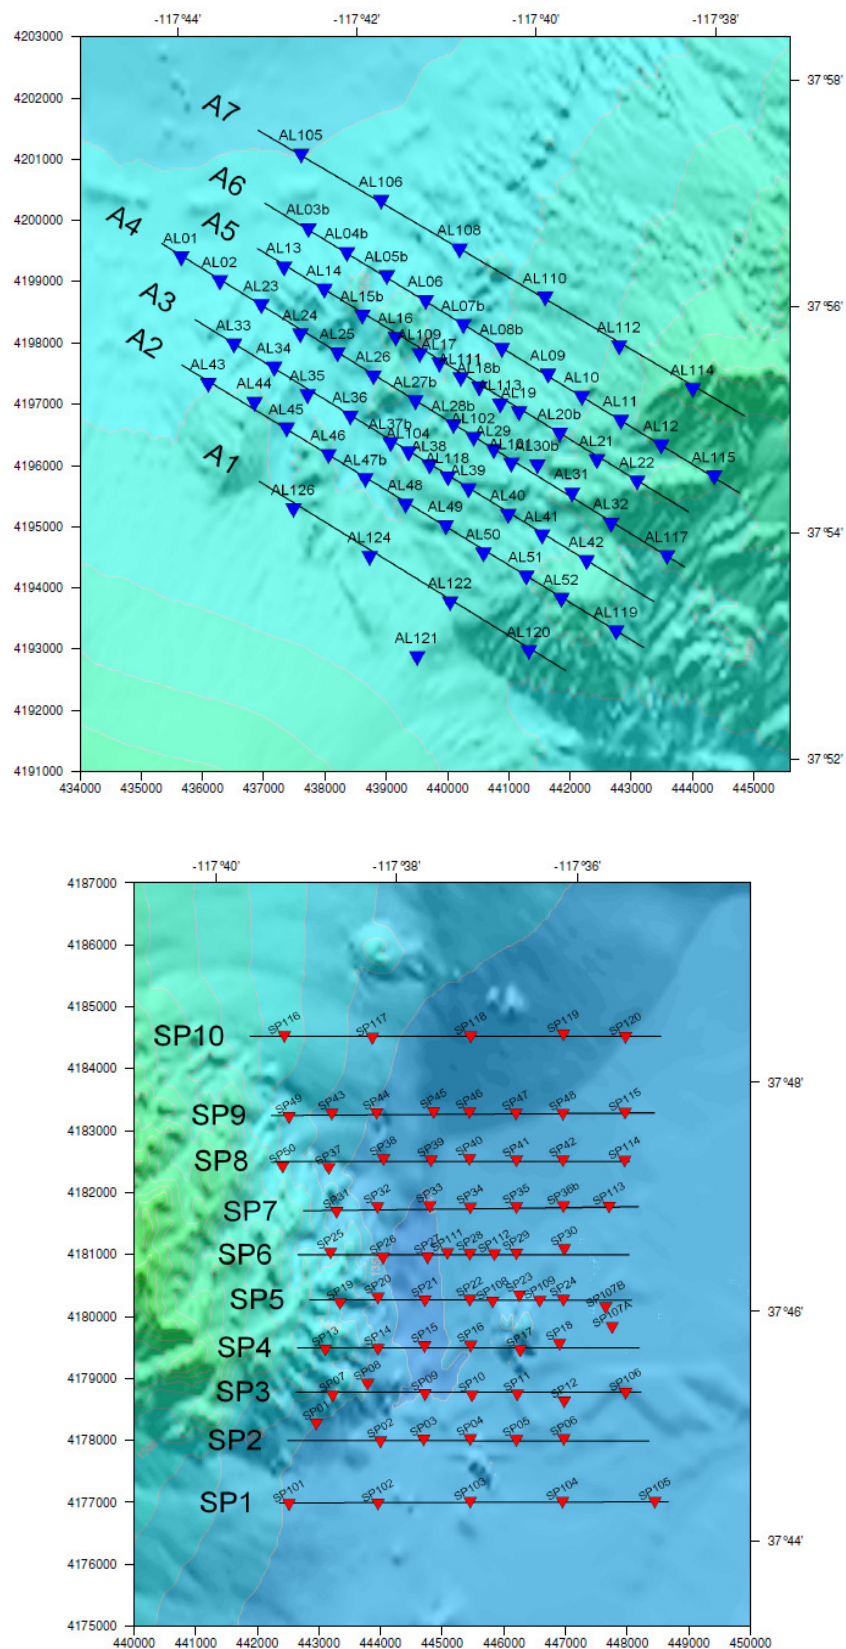 -117°44' -117°42' -117°40' -117°38'
4203000
37°58'
4202000
A7
AL105
4201000
A6
AL106
4200000
A4 A5 AL03b
AL01 AL04b AL108
AL13 AL05b
4199000
AL02 AL14 AL06 AL110
A3 AL23 AL15b AL07b
37°56'
AL24 AL16 AL08b AL112
4198000
A2 AL33 AL25 AL109 AL17
AL34 AL26 AL111 AL18b AL09 AL114
AL43 AL35 AL27b AL113 AL19 AL10
4197000
AL44 AL36 AL28b AL11
AL45 AL37b AL102 AL20b
AL46 AL104 AL29 AL12
4196000
A1 AL47b AL38 AL101 AL30b AL21
AL118 AL39 AL22 AL115
AL126 AL48 AL31
4195000
AL49 AL40 AL32
AL124 AL50 AL41 AL117
37°54'
4194000
AL51 AL42
AL122 AL52
4193000
AL121 AL120 AL119
4192000
37°52'
4191000
434000 435000 436000 437000 438000 439000 440000 441000 442000 443000 444000 445000
-117°40' -117°38' -117°36'
4187000
4186000
4185000
SP10 SP116 SP117 SP118 SP119 SP120
4184000
37°48'
SP9 SP49 SP43 SP44 SP45 SP46 SP47 SP48 SP115
4183000
SP8 SP50 SP37 SP38 SP39 SP40 SP41 SP42 SP114
4182000
SP7 SP31 SP32 SP33 SP34 SP35 SP36b SP113
SP6 SP25 SP26 SP27 SP111 SP28 SP112 SP29 SP30
4181000
SP5 SP19 SP20 SP21 SP22 SP108 SP23 SP109 SP24 SP107B
4180000
37°46'
SP107A
SP4 SP13 SP14 SP15 SP16 SP17 SP18
4179000
SP3 SP07 SP08 SP09 SP10 SP11 SP12 SP106
SP2 SP01 SP02 SP03 SP04 SP05 SP06
4178000
SP1 SP101 SP102 SP103 SP104 SP105
4177000
37°44'
4176000
4175000
440000 441000 442000 443000 444000 445000 446000 447000 448000 449000 450000